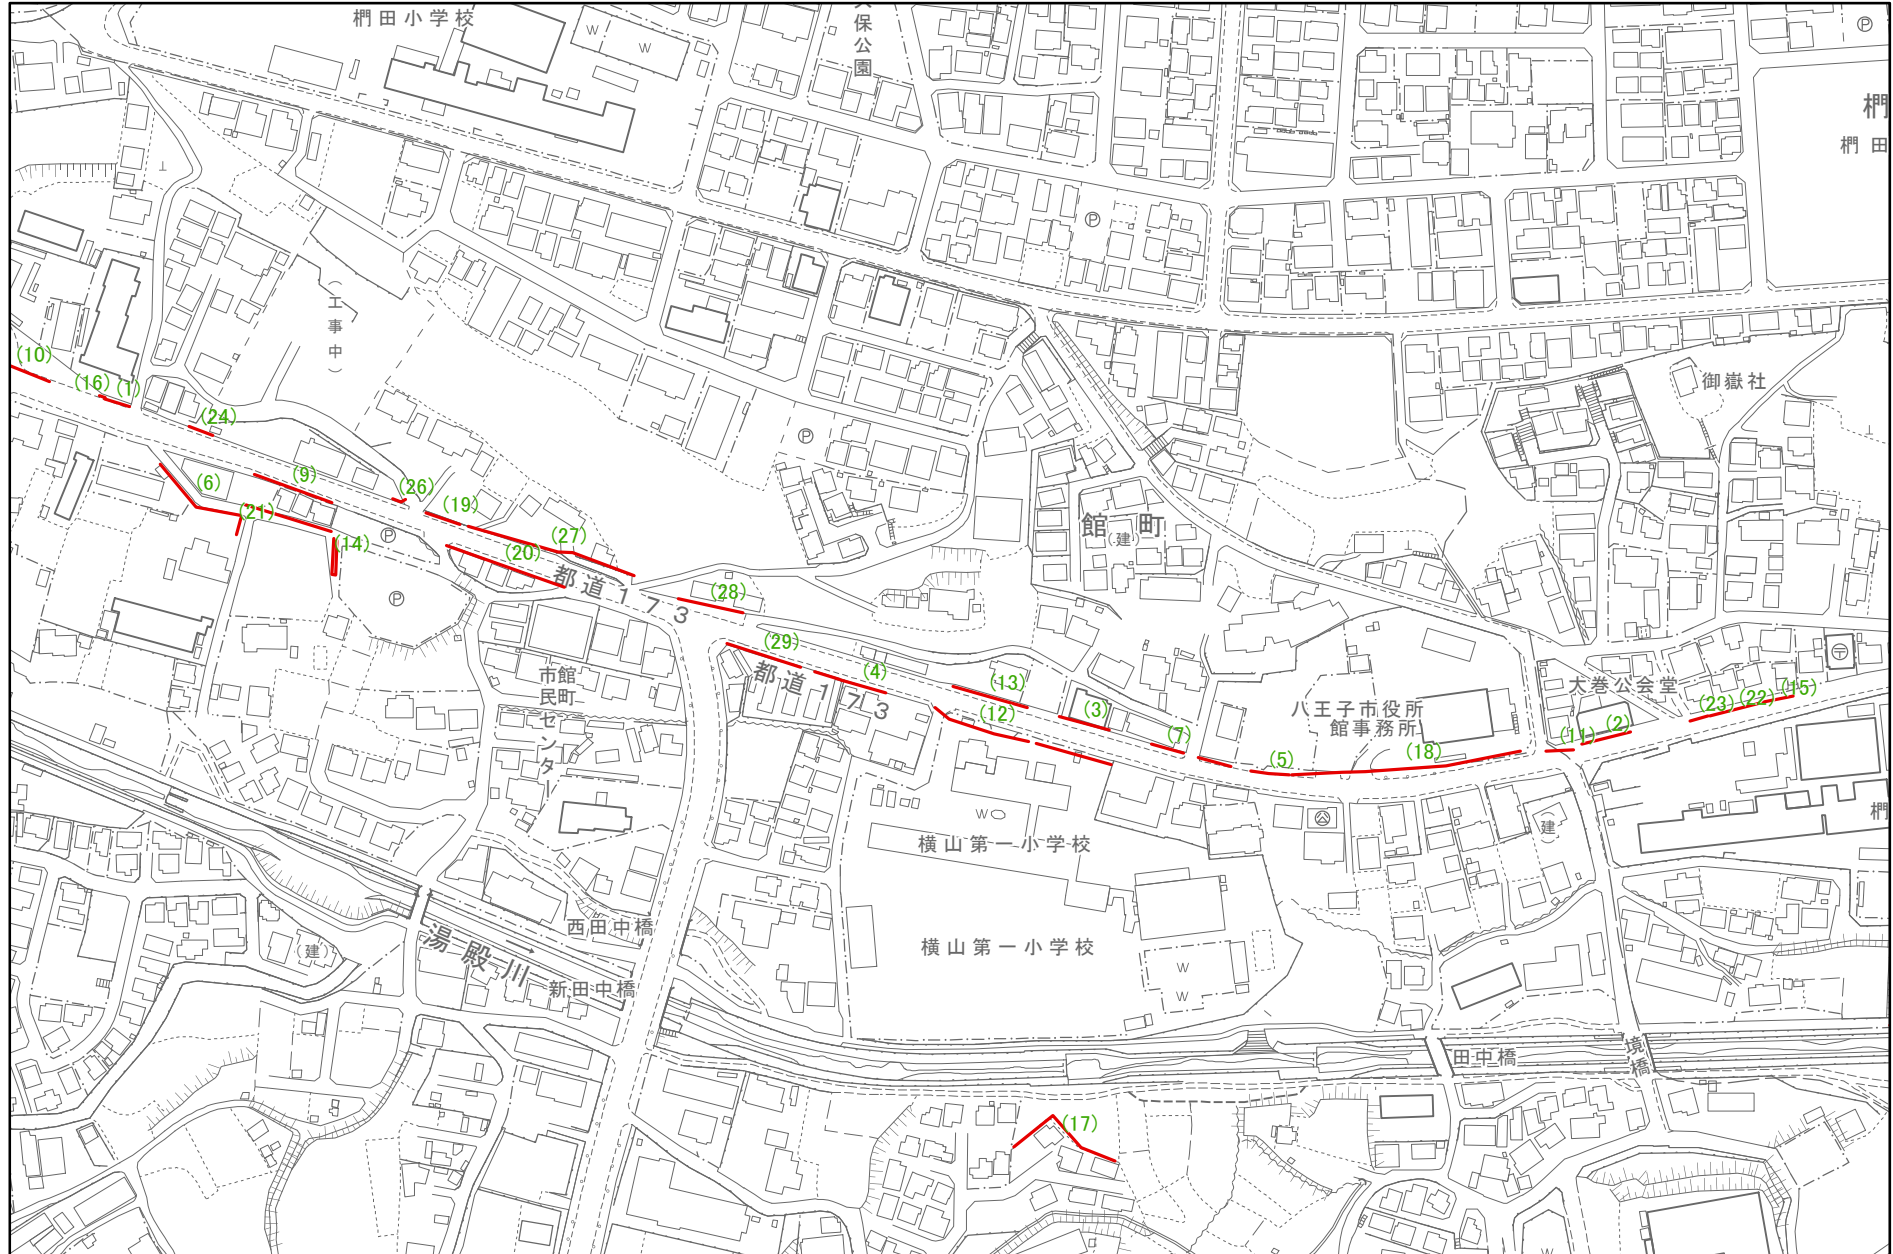 椚田小学校
久保公園
W
W
Ⓟ
椚
椚田
Ⓟ
(工事中)
(10)
(16)
(1)
(24)
御嶽社
Ⓟ
(6)
(9)
(26)
(19)
(21)
(14)
Ⓟ
(27)
(20)
館町
(建)
都道173
(28)
Ⓟ
(29)
(4)
都道173
市館
民町
センター
(13)
(12)
(3)
(7)
八王子市役所
館事務所
(5)
(18)
大巻公会堂
(11)
(2)
(23)
(22)
(15)
W
横山第一小学校
(建)
椚
西田中橋
湯殿川
新田中橋
(建)
横山第一小学校
W
W
田中橋
境橋
(17)
W